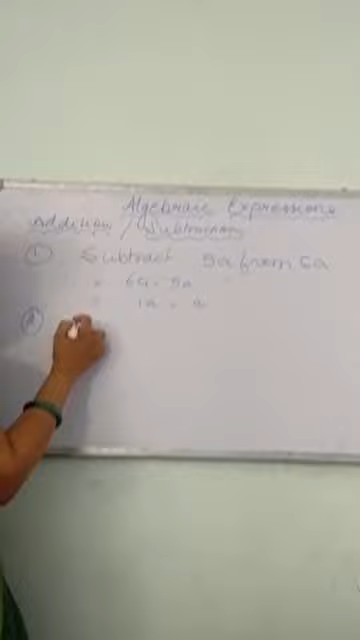 Algebraic Expressions
Addition / Subtraction
① Subtract 5a from 6a
= 6a - 5a
= 1a = a
②